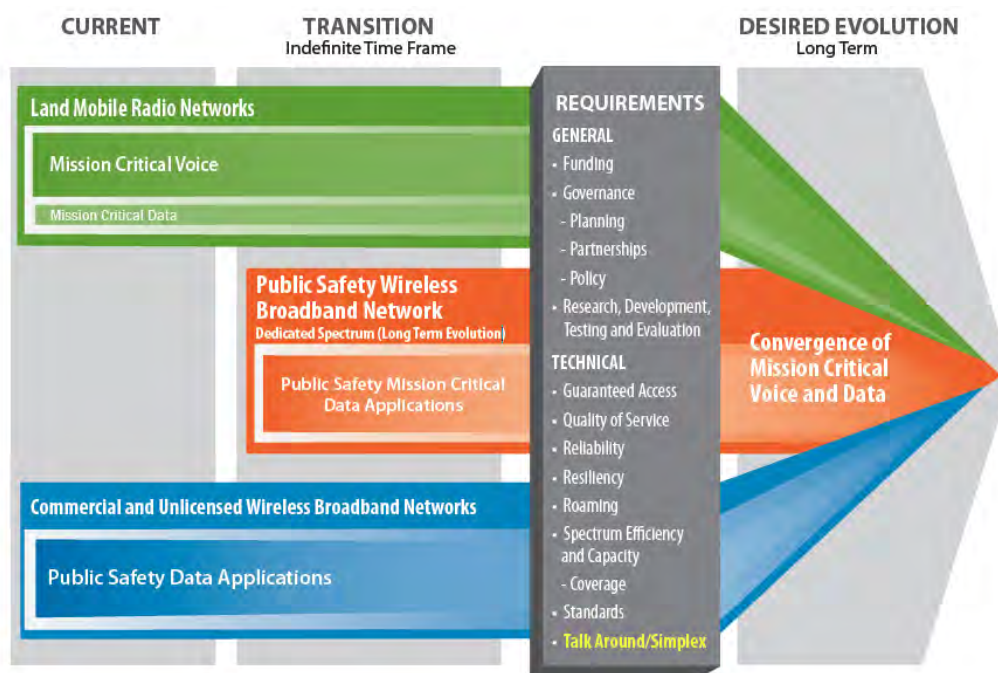 CURRENT
TRANSITION
Indefinite Time Frame
DESIRED EVOLUTION
Long Term
Land Mobile Radio Networks
Mission Critical Voice
Mission Critical Data
Public Safety Wireless
Broadband Network
Dedicated Spectrum (Long Term Evolution)
Public Safety Mission Critical
Data Applications
Commercial and Unlicensed Wireless Broadband Networks
Public Safety Data Applications
REQUIREMENTS
GENERAL
• Funding
• Governance
- Planning
- Partnerships
- Policy
• Research, Development,
Testing and Evaluation
TECHNICAL
• Guaranteed Access
• Quality of Service
• Reliability
• Resiliency
• Roaming
• Spectrum Efficiency
and Capacity
- Coverage
• Standards
• Talk Around/Simplex
Convergence of
Mission Critical
Voice and Data